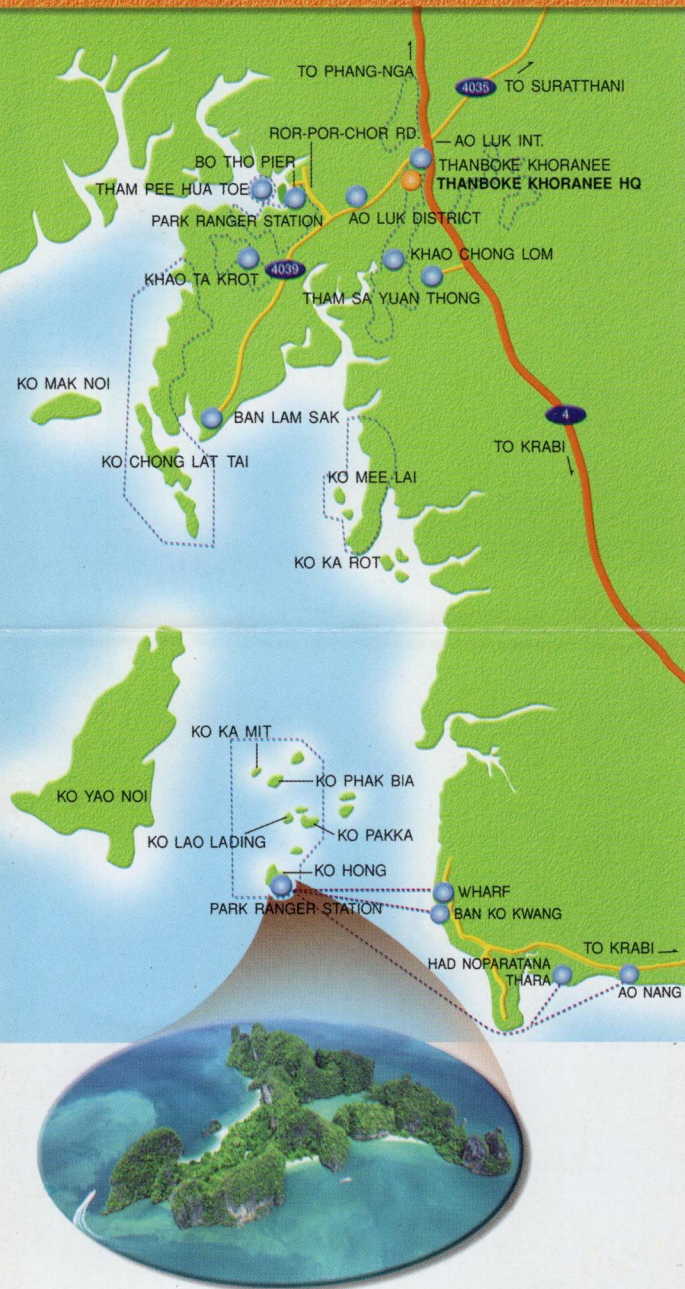 TO PHANG-NGA
4035
TO SURATTHANI
ROR-POR-CHOR RD.
AO LUK INT.
BO THO PIER
THANBOKE KHORANEE
THAM PEE HUA TOE
THANBOKE KHORANEE HQ
PARK RANGER STATION
AO LUK DISTRICT
KHAO CHONG LOM
KHAO TA KROT
4039
THAM SA YUAN THONG
KO MAK NOI
BAN LAM SAK
4
TO KRABI
KO CHONG LAT TAI
KO MEE LAI
KO KA ROT
KO KA MIT
KO PHAK BIA
KO YAO NOI
KO LAO LADING
KO PAKKA
KO HONG
PARK RANGER STATION
WHARF
BAN KO KWANG
TO KRABI
HAD NOPARATANA
THARA
AO NANG